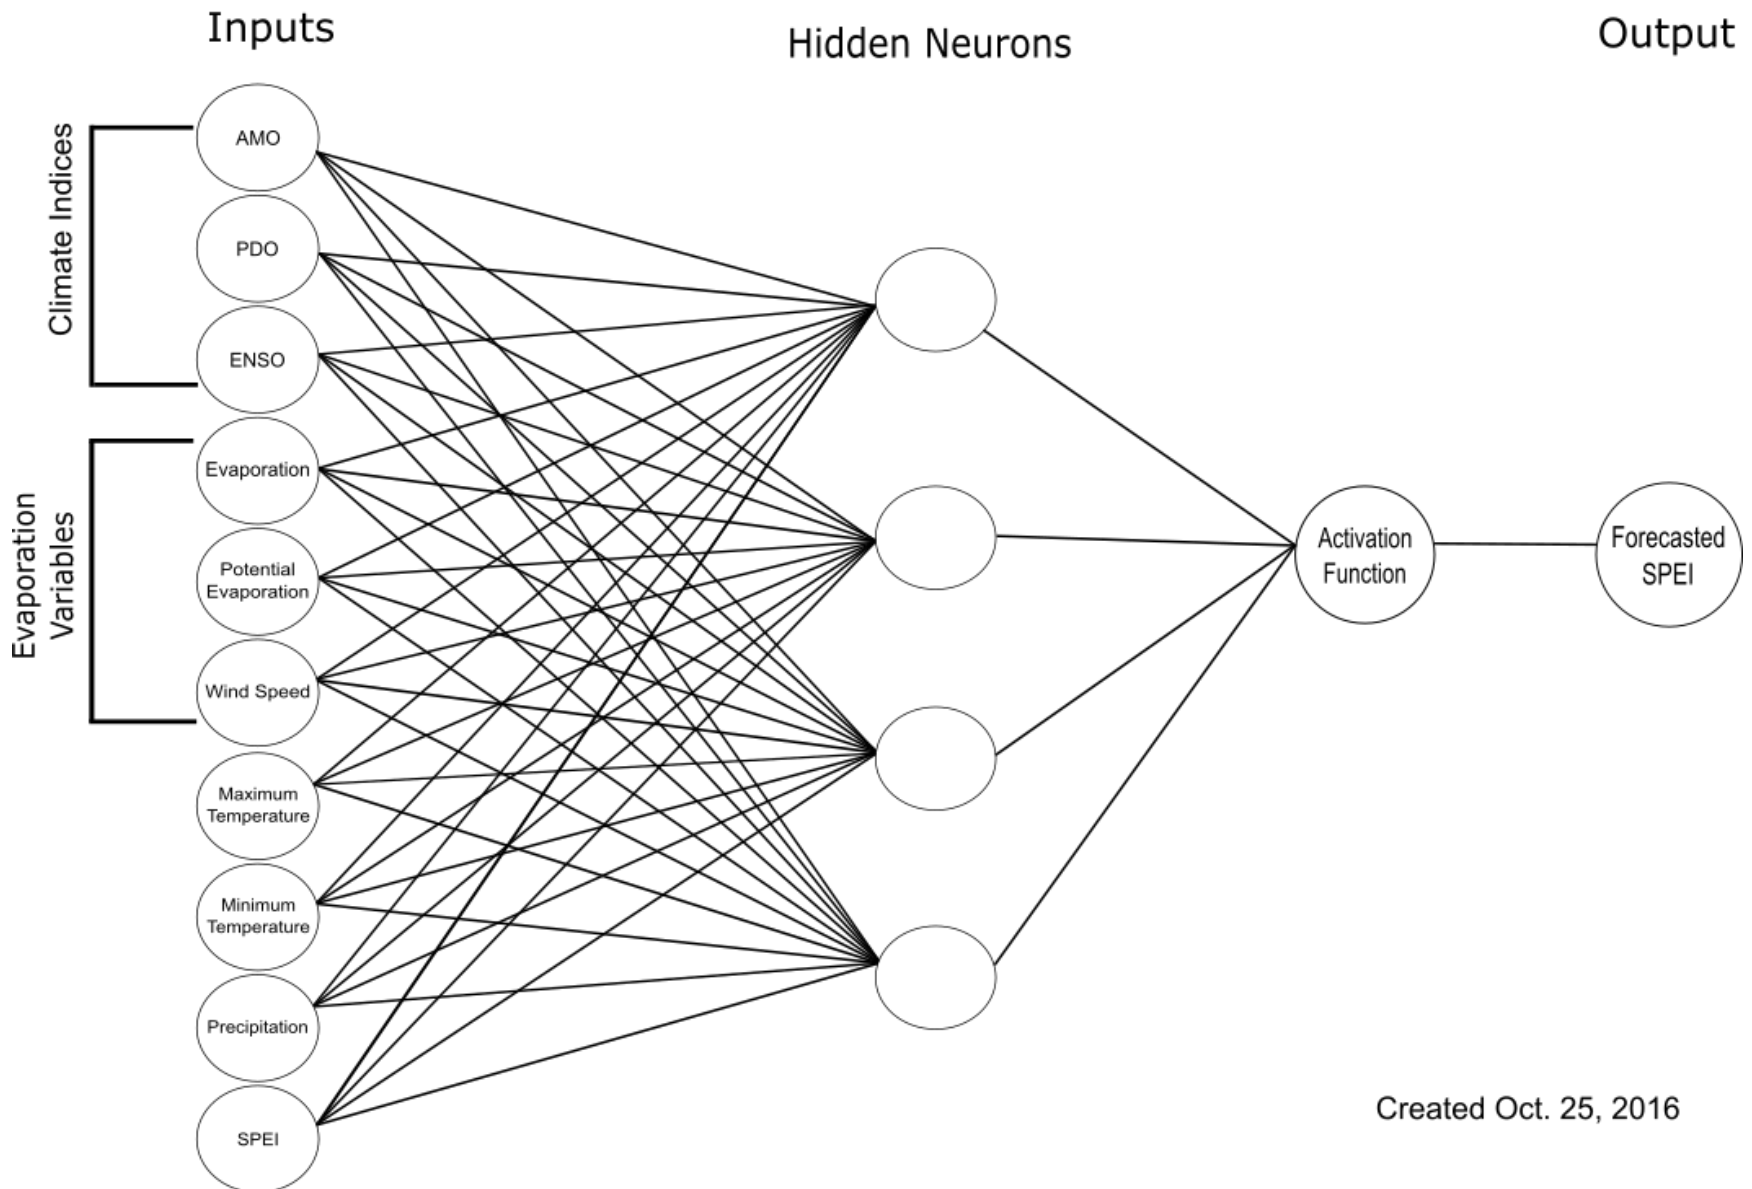 Inputs
Hidden Neurons
Output
Climate Indices
AMO
PDO
ENSO
Evaporation
Variables
Evaporation
Potential
Evaporation
Wind Speed
Maximum
Temperature
Minimum
Temperature
Precipitation
SPEI
Activation
Function
Forecasted
SPEI
Created Oct. 25, 2016